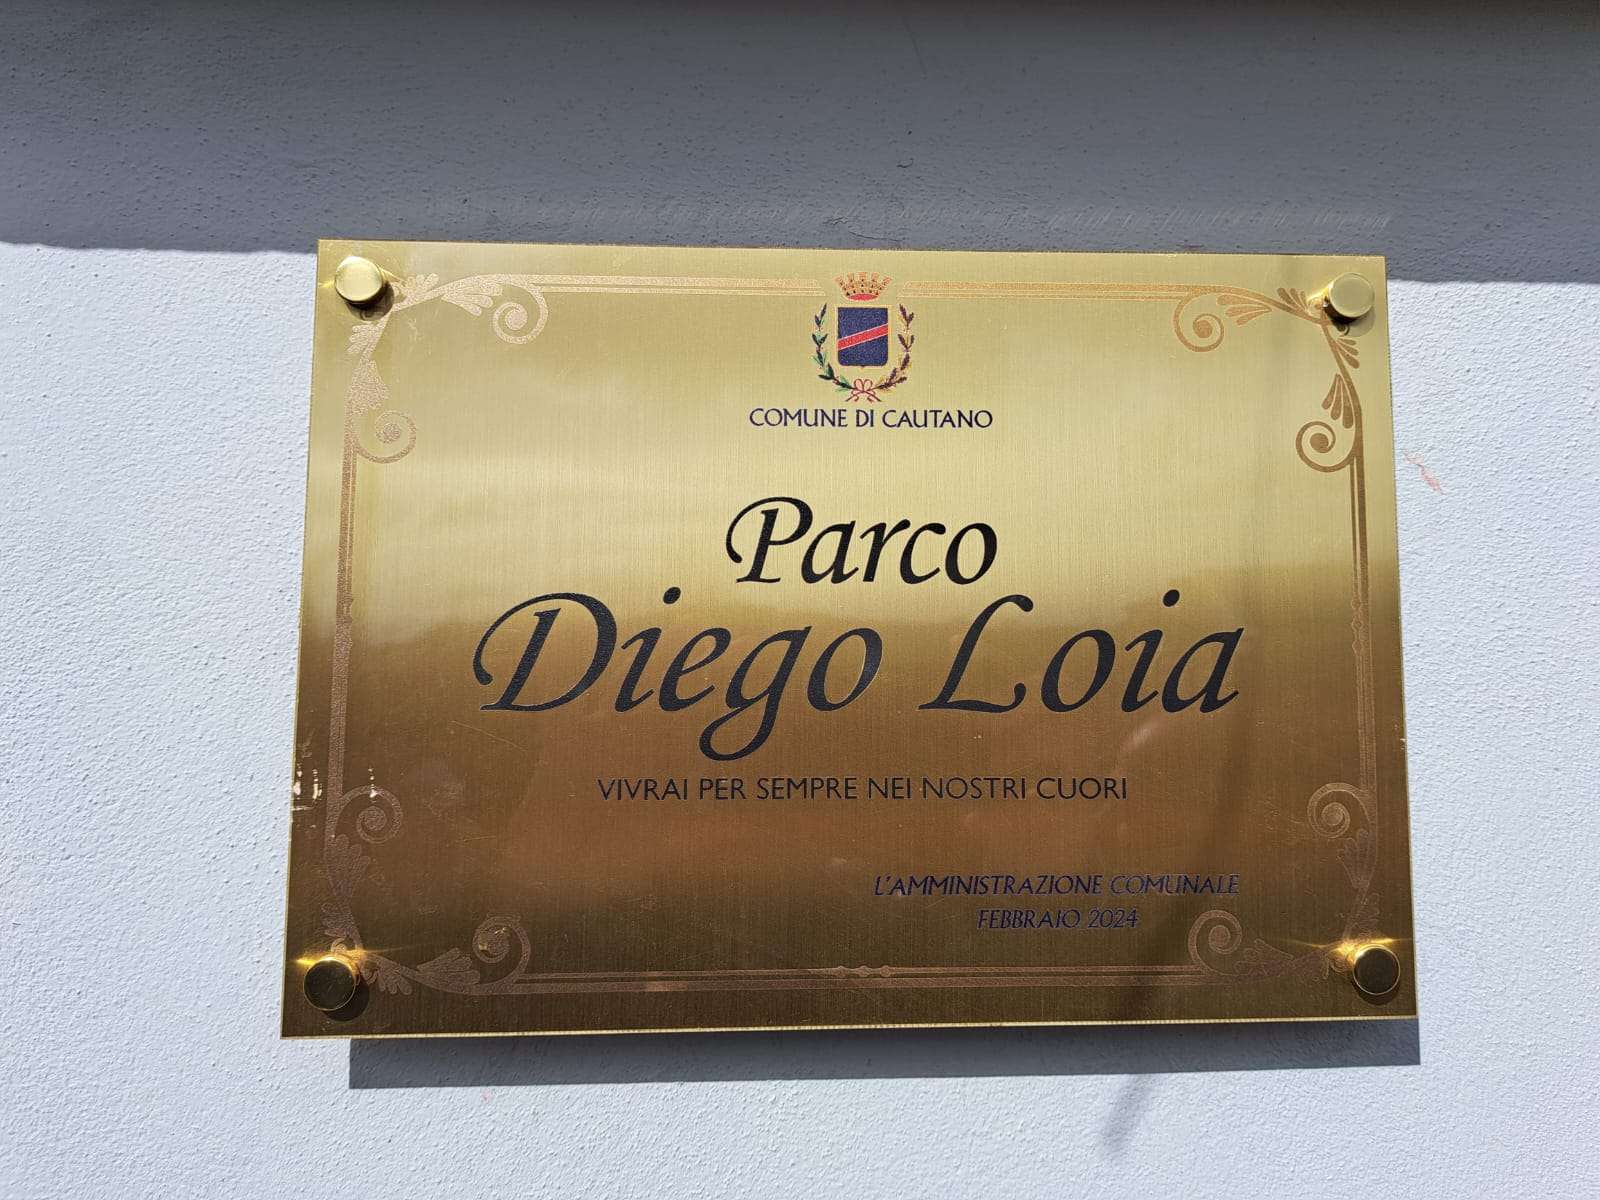 COMUNE DI CAUTANO
Parco
Diego Loia
VIVRAI PER SEMPRE NEI NOSTRI CUORI
L'AMMINISTRAZIONE COMUNALE
FEBBRAIO 2024